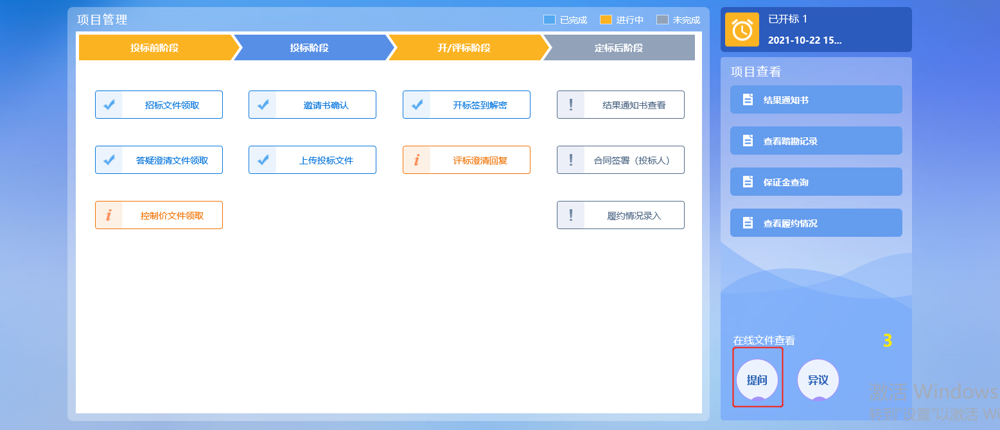 项目管理
已完成 进行中 未完成
投标前阶段 投标阶段 开/评标阶段 定标后阶段
招标文件领取 邀请书确认 开标签到解密 结果通知书查看
答疑澄清文件领取 上传投标文件 评标澄清回复 合同签署（投标人）
控制价文件领取 履约情况录入
已开标 1
2021-10-22 15...
项目查看
结果通知书
查看踏勘记录
保证金查询
查看履约情况
在线文件查看 3
提问 异议
激活 Windows
转到"设置"以激活 Wi